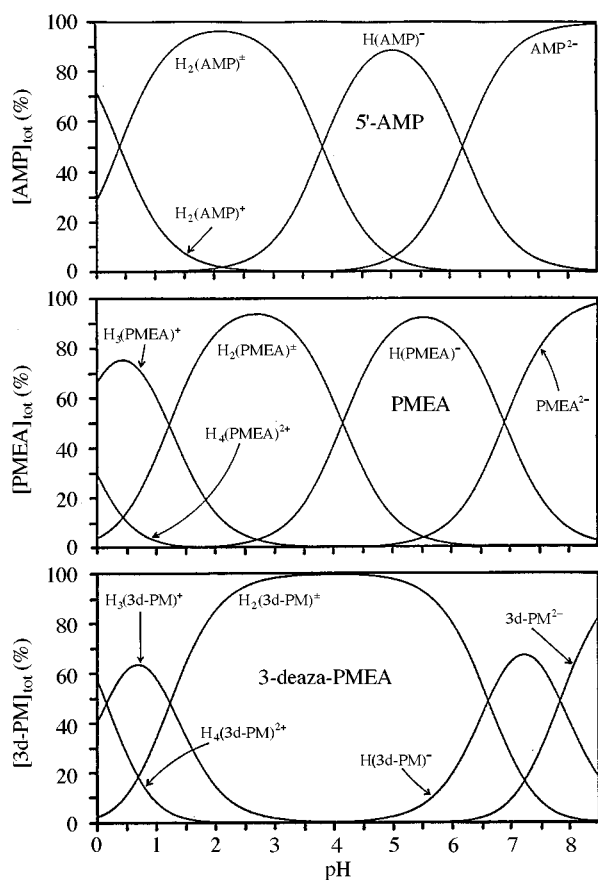 [AMP]tot (%)
100
80
60
40
20
0
H₂(AMP)±
H(AMP)⁻
AMP²⁻
5'-AMP
H₂(AMP)⁺
[PMEA]tot (%)
100
80
60
40
20
0
H₃(PMEA)⁺
H₂(PMEA)±
H(PMEA)⁻
PMEA
PMEA²⁻
H₄(PMEA)²⁺
[3d-PM]tot (%)
100
80
60
40
20
0
H₃(3d-PM)⁺
H₂(3d-PM)±
3d-PM²⁻
3-deaza-PMEA
H₄(3d-PM)²⁺
H(3d-PM)⁻
0 1 2 3 4 5 6 7 8
pH